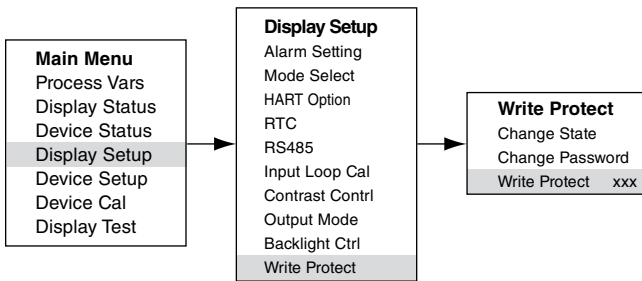 Main Menu
Process Vars
Display Status
Device Status
Display Setup
Device Setup
Device Cal
Display Test
Display Setup
Alarm Setting
Mode Select
HART Option
RTC
RS485
Input Loop Cal
Contrast Contrl
Output Mode
Backlight Ctrl
Write Protect
Write Protect
Change State
Change Password
Write Protect xxx